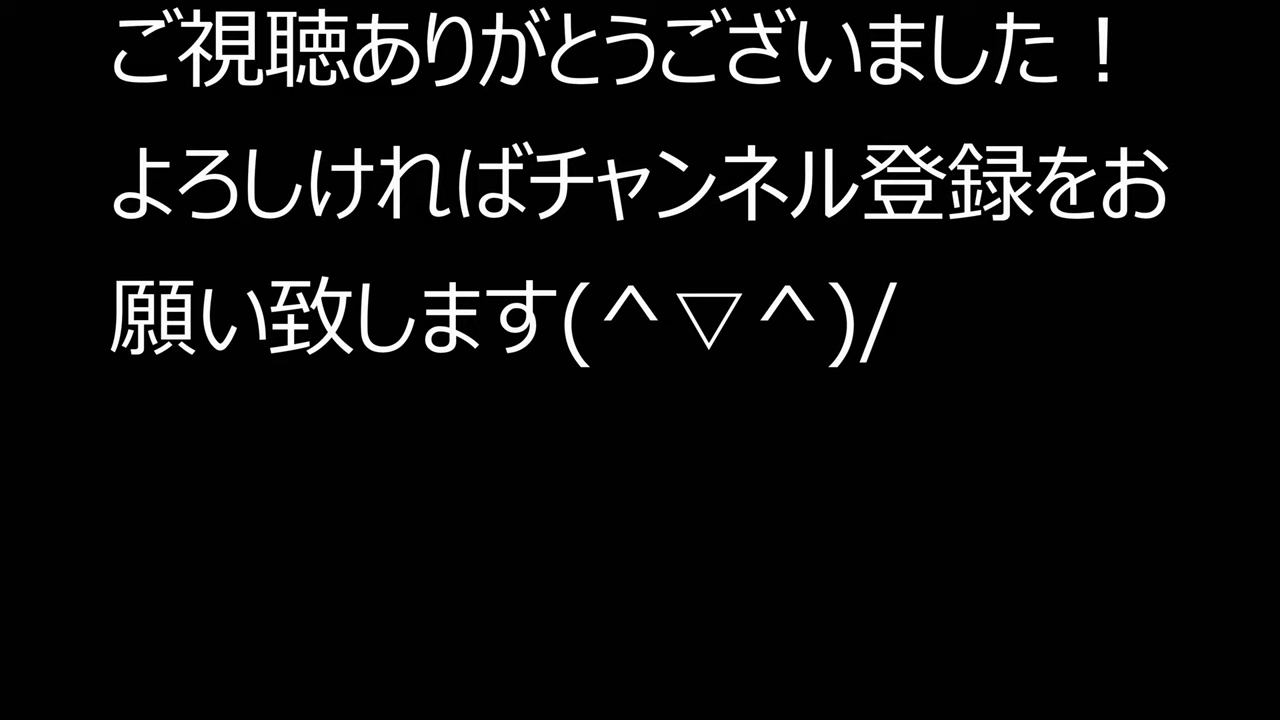 ご視聴ありがとうございました！
よろしければチャンネル登録をお
願い致します(＾▽＾)/